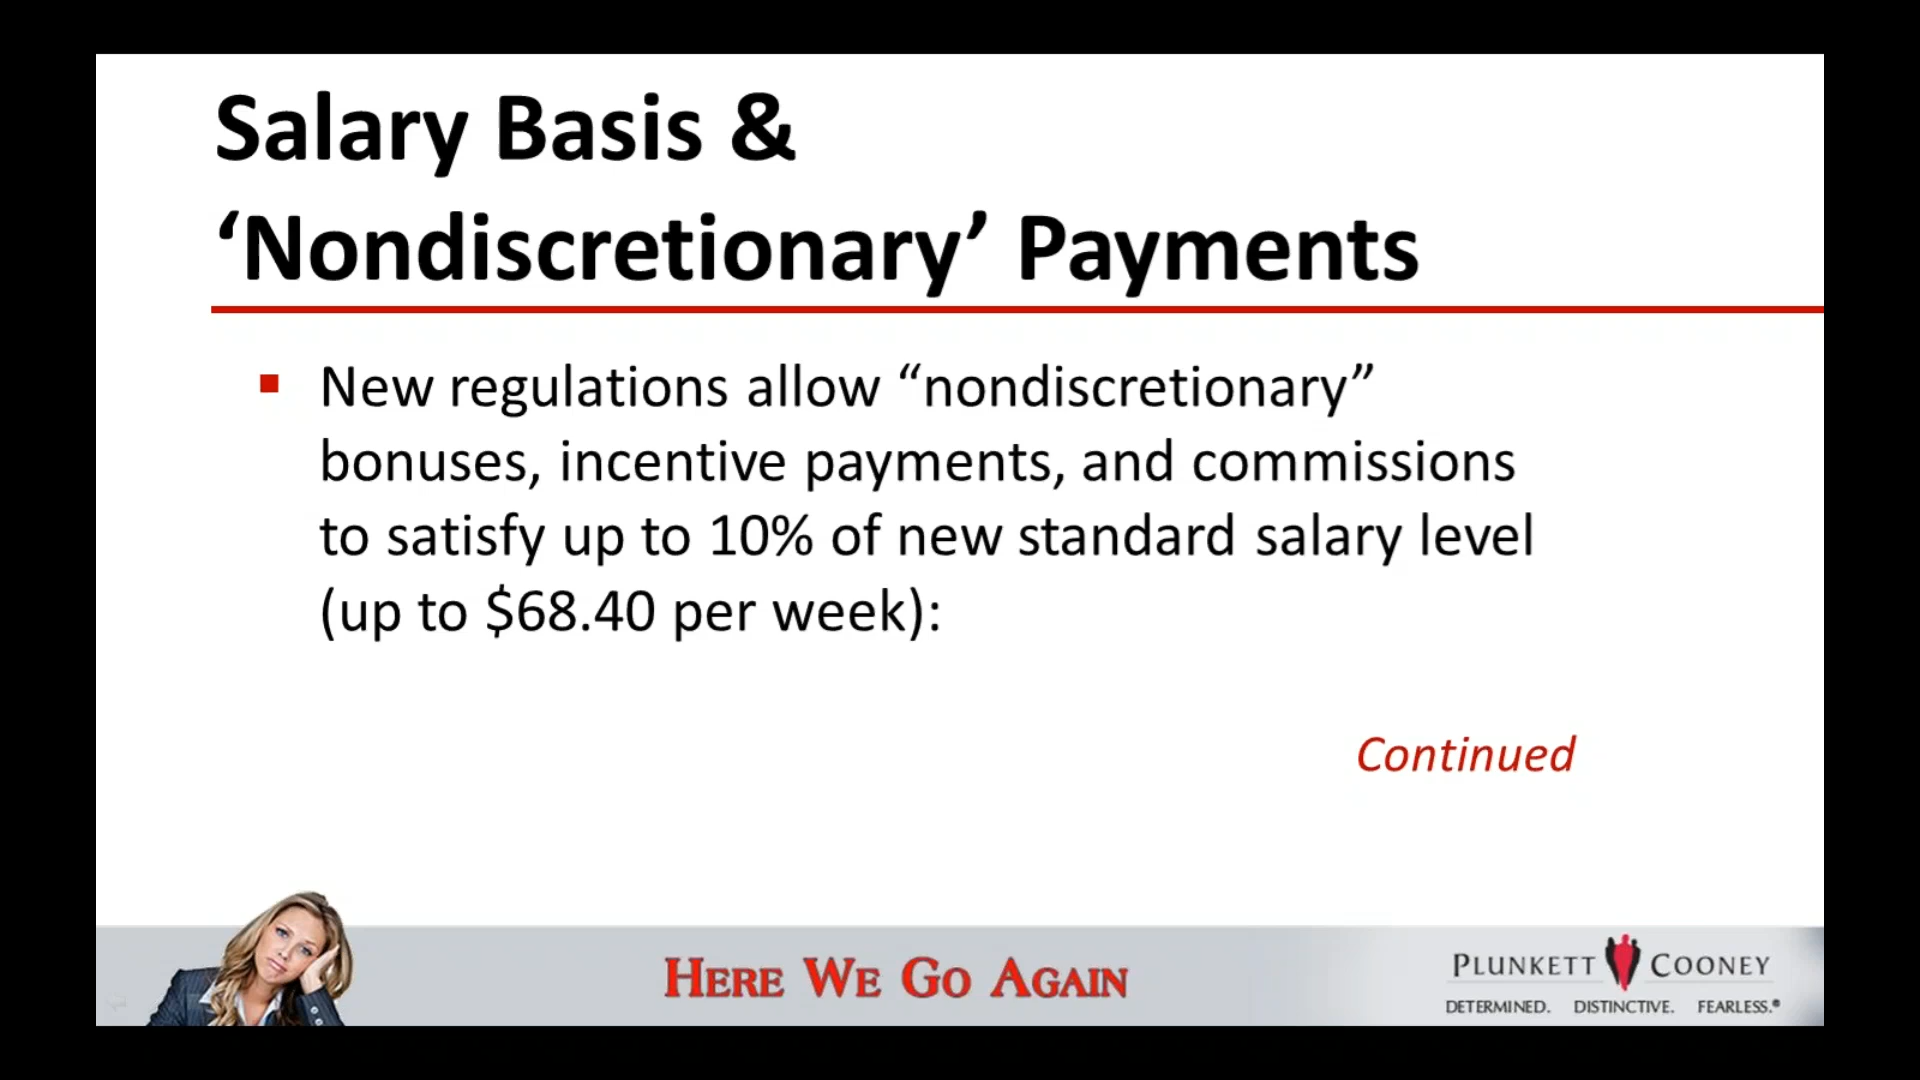 Salary Basis &
‘Nondiscretionary’ Payments
▪ New regulations allow “nondiscretionary”
bonuses, incentive payments, and commissions
to satisfy up to 10% of new standard salary level
(up to $68.40 per week):
Continued
HERE WE GO AGAIN
PLUNKETT COONEY
DETERMINED. DISTINCTIVE. FEARLESS.®